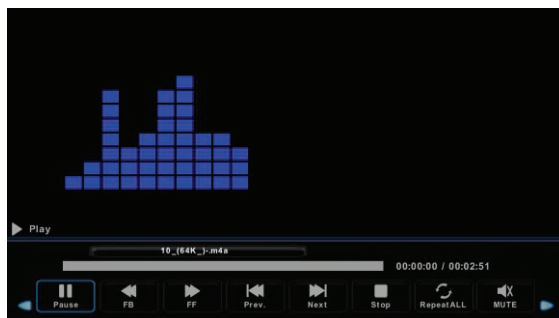 Play
10_(64K_)-.m4a
00:00:00 / 00:02:51
Pause FB FF Prev. Next Stop RepeatALL MUTE